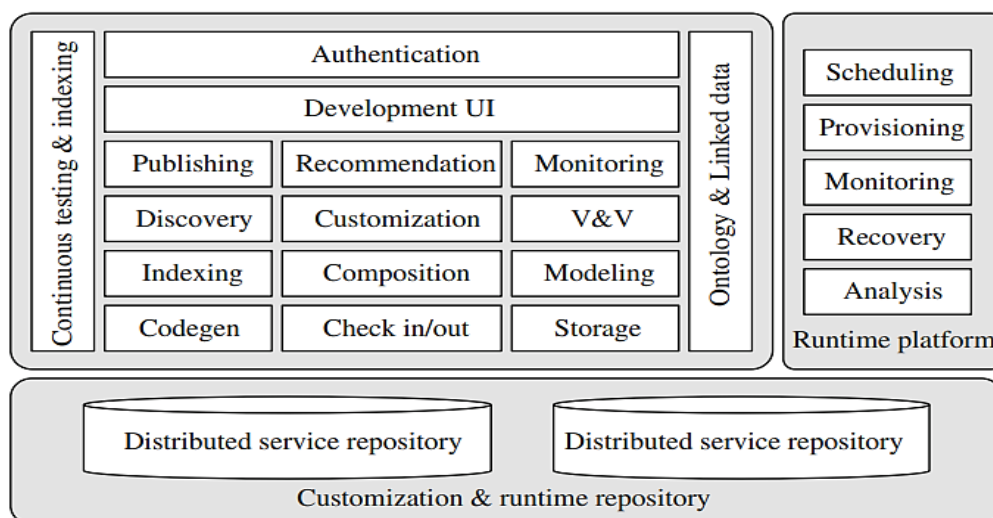 Continuous testing & indexing
Authentication
Development UI
Publishing
Recommendation
Monitoring
Discovery
Customization
V&V
Indexing
Composition
Modeling
Codegen
Check in/out
Storage
Ontology & Linked data
Scheduling
Provisioning
Monitoring
Recovery
Analysis
Runtime platform
Distributed service repository
Distributed service repository
Customization & runtime repository